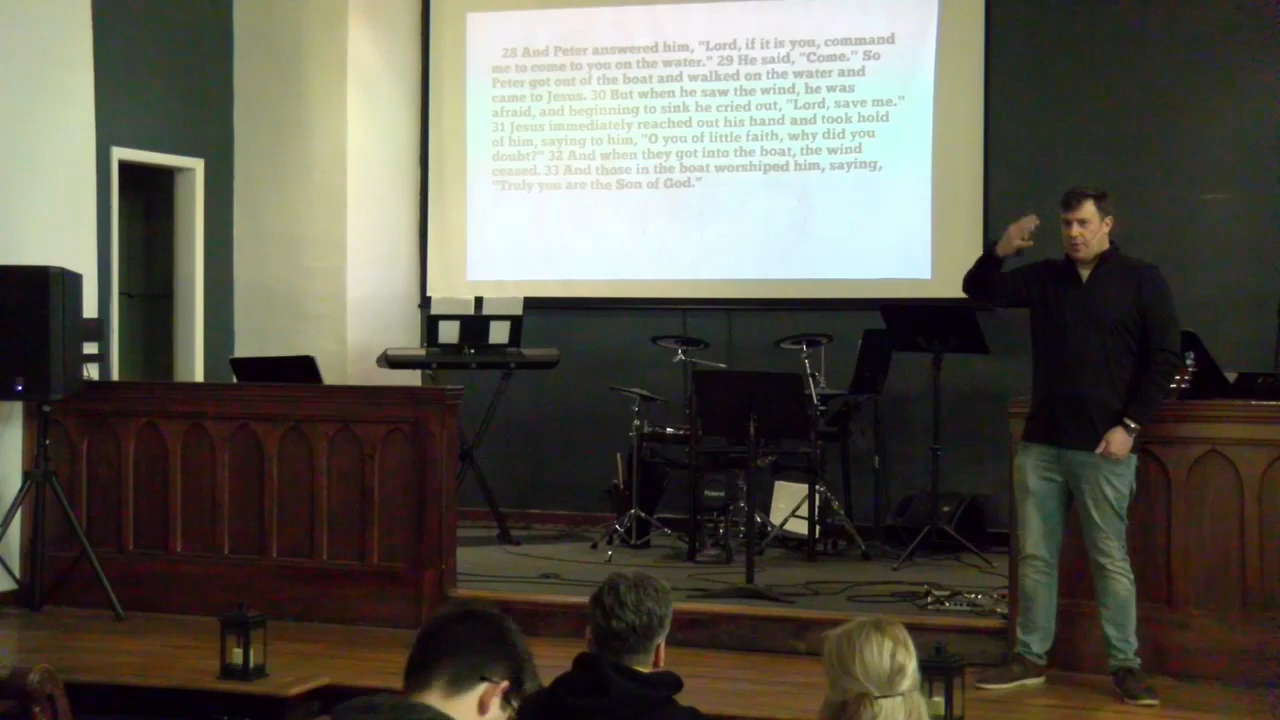 28 And Peter answered him, "Lord, if it is you, command
me to come to you on the water." 29 He said, "Come." So
Peter got out of the boat and walked on the water and
came to Jesus. 30 But when he saw the wind, he was
afraid, and beginning to sink he cried out, "Lord, save me."
31 Jesus immediately reached out his hand and took hold
of him, saying to him, "O you of little faith, why did you
doubt?" 32 And when they got into the boat, the wind
ceased. 33 And those in the boat worshiped him, saying,
"Truly you are the Son of God."
Roland